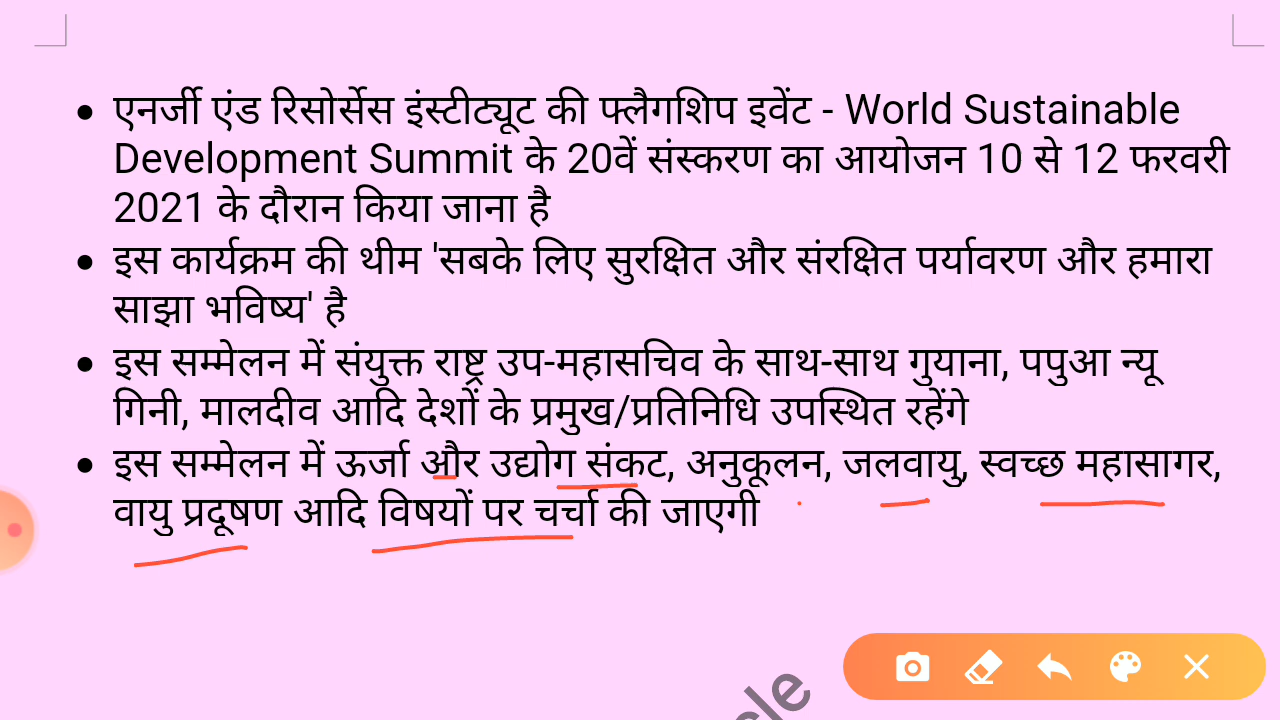 • एनर्जी एंड रिसोर्सेस इंस्टीट्यूट की फ्लैगशिप इवेंट - World Sustainable
Development Summit के 20वें संस्करण का आयोजन 10 से 12 फरवरी
2021 के दौरान किया जाना है
• इस कार्यक्रम की थीम 'सबके लिए सुरक्षित और संरक्षित पर्यावरण और हमारा
साझा भविष्य' है
• इस सम्मेलन में संयुक्त राष्ट्र उप-महासचिव के साथ-साथ गुयाना, पपुआ न्यू
गिनी, मालदीव आदि देशों के प्रमुख/प्रतिनिधि उपस्थित रहेंगे
• इस सम्मेलन में ऊर्जा और उद्योग संकट, अनुकूलन, जलवायु, स्वच्छ महासागर,
वायु प्रदूषण आदि विषयों पर चर्चा की जाएगी